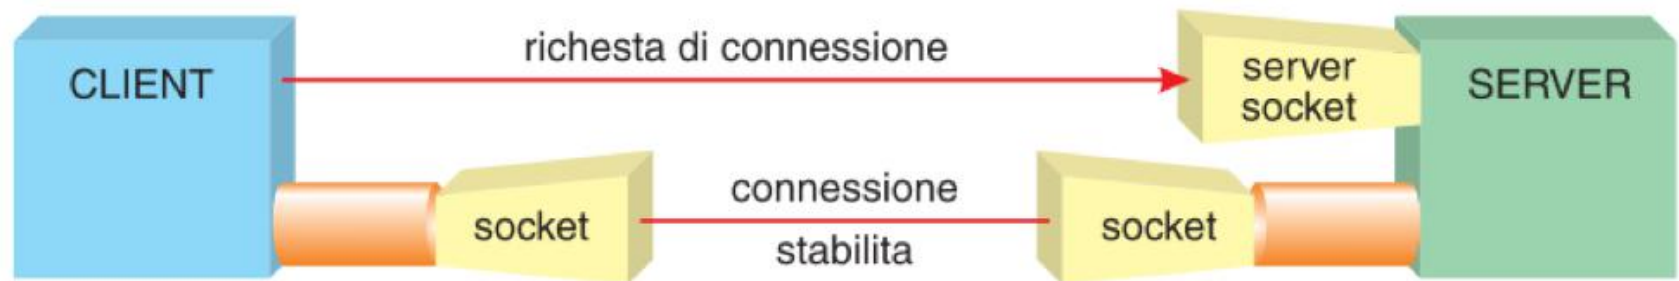 CLIENT
richesta di connessione
server
socket
SERVER
socket
connessione
stabilita
socket